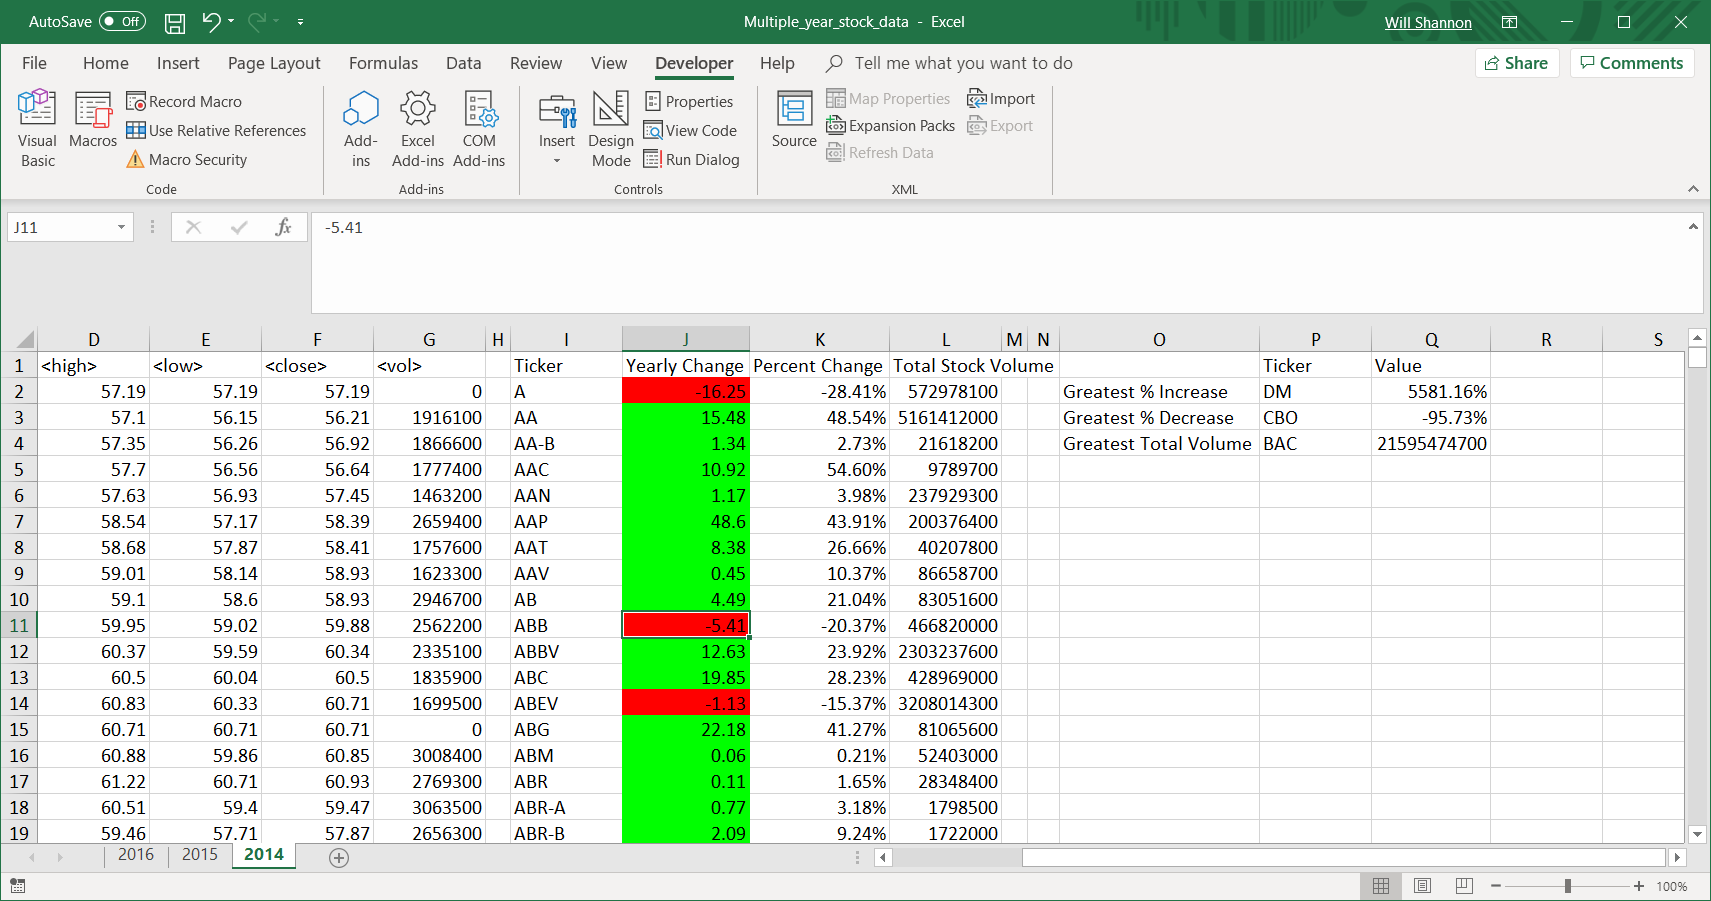 AutoSave Off Multiple_year_stock_data - Excel Will Shannon
File Home Insert Page Layout Formulas Data Review View Developer Help Tell me what you want to do Share Comments
Visual Basic
Macros
Record Macro
Use Relative References
Macro Security
Code
Add-ins
Excel Add-ins
COM Add-ins
Add-ins
Insert
Design Mode
Properties
View Code
Run Dialog
Controls
Source
Map Properties
Expansion Packs
Refresh Data
Import
Export
XML
J11 fx -5.41
D E F G H I J K L M N O P Q R S
1 <high> <low> <close> <vol> Ticker Yearly Change Percent Change Total Stock Volume Ticker Value
2 57.19 57.19 57.19 0 A -16.25 -28.41% 572978100 Greatest % Increase DM 5581.16%
3 57.1 56.15 56.21 1916100 AA 15.48 48.54% 5161412000 Greatest % Decrease CBO -95.73%
4 57.35 56.26 56.92 1866600 AA-B 1.34 2.73% 21618200 Greatest Total Volume BAC 21595474700
5 57.7 56.56 56.64 1777400 AAC 10.92 54.60% 9789700
6 57.63 56.93 57.45 1463200 AAN 1.17 3.98% 237929300
7 58.54 57.17 58.39 2659400 AAP 48.6 43.91% 200376400
8 58.68 57.87 58.41 1757600 AAT 8.38 26.66% 40207800
9 59.01 58.14 58.93 1623300 AAV 0.45 10.37% 86658700
10 59.1 58.6 58.93 2946700 AB 4.49 21.04% 83051600
11 59.95 59.02 59.88 2562200 ABB -5.41 -20.37% 466820000
12 60.37 59.59 60.34 2335100 ABBV 12.63 23.92% 2303237600
13 60.5 60.04 60.5 1835900 ABC 19.85 28.23% 428969000
14 60.83 60.33 60.71 1699500 ABEV -1.13 -15.37% 3208014300
15 60.71 60.71 60.71 0 ABG 22.18 41.27% 81065600
16 60.88 59.86 60.85 3008400 ABM 0.06 0.21% 52403000
17 61.22 60.71 60.93 2769300 ABR 0.11 1.65% 28348400
18 60.51 59.4 59.47 3063500 ABR-A 0.77 3.18% 1798500
19 59.46 57.71 57.87 2656300 ABR-B 2.09 9.24% 1722000
2016 2015 2014
100%